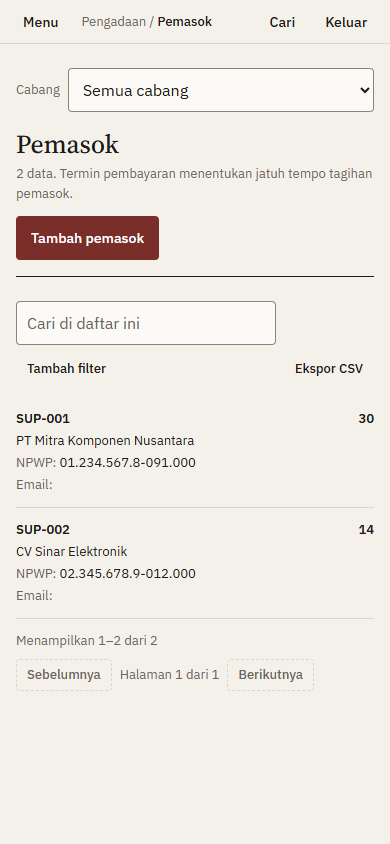 Menu Pengadaan / Pemasok Cari Keluar
Cabang Semua cabang
Pemasok
2 data. Termin pembayaran menentukan jatuh tempo tagihan
pemasok.
Tambah pemasok
Cari di daftar ini
Tambah filter Ekspor CSV
SUP-001 30
PT Mitra Komponen Nusantara
NPWP: 01.234.567.8-091.000
Email:
SUP-002 14
CV Sinar Elektronik
NPWP: 02.345.678.9-012.000
Email:
Menampilkan 1–2 dari 2
Sebelumnya Halaman 1 dari 1 Berikutnya